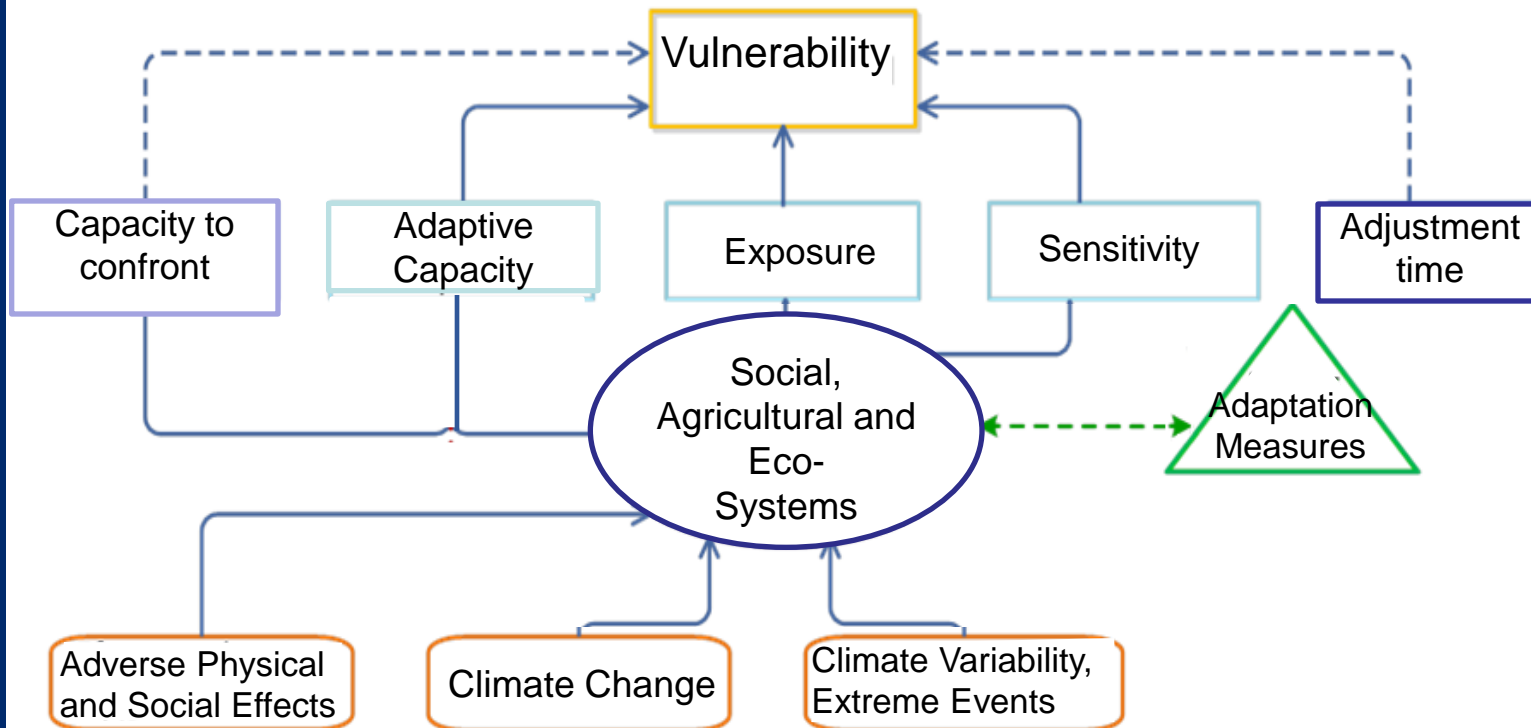 Vulnerability
Capacity to
confront
Adaptive
Capacity
Exposure
Sensitivity
Adjustment
time
Social,
Agricultural and
Eco-
Systems
Adaptation
Measures
Adverse Physical
and Social Effects
Climate Change
Climate Variability,
Extreme Events